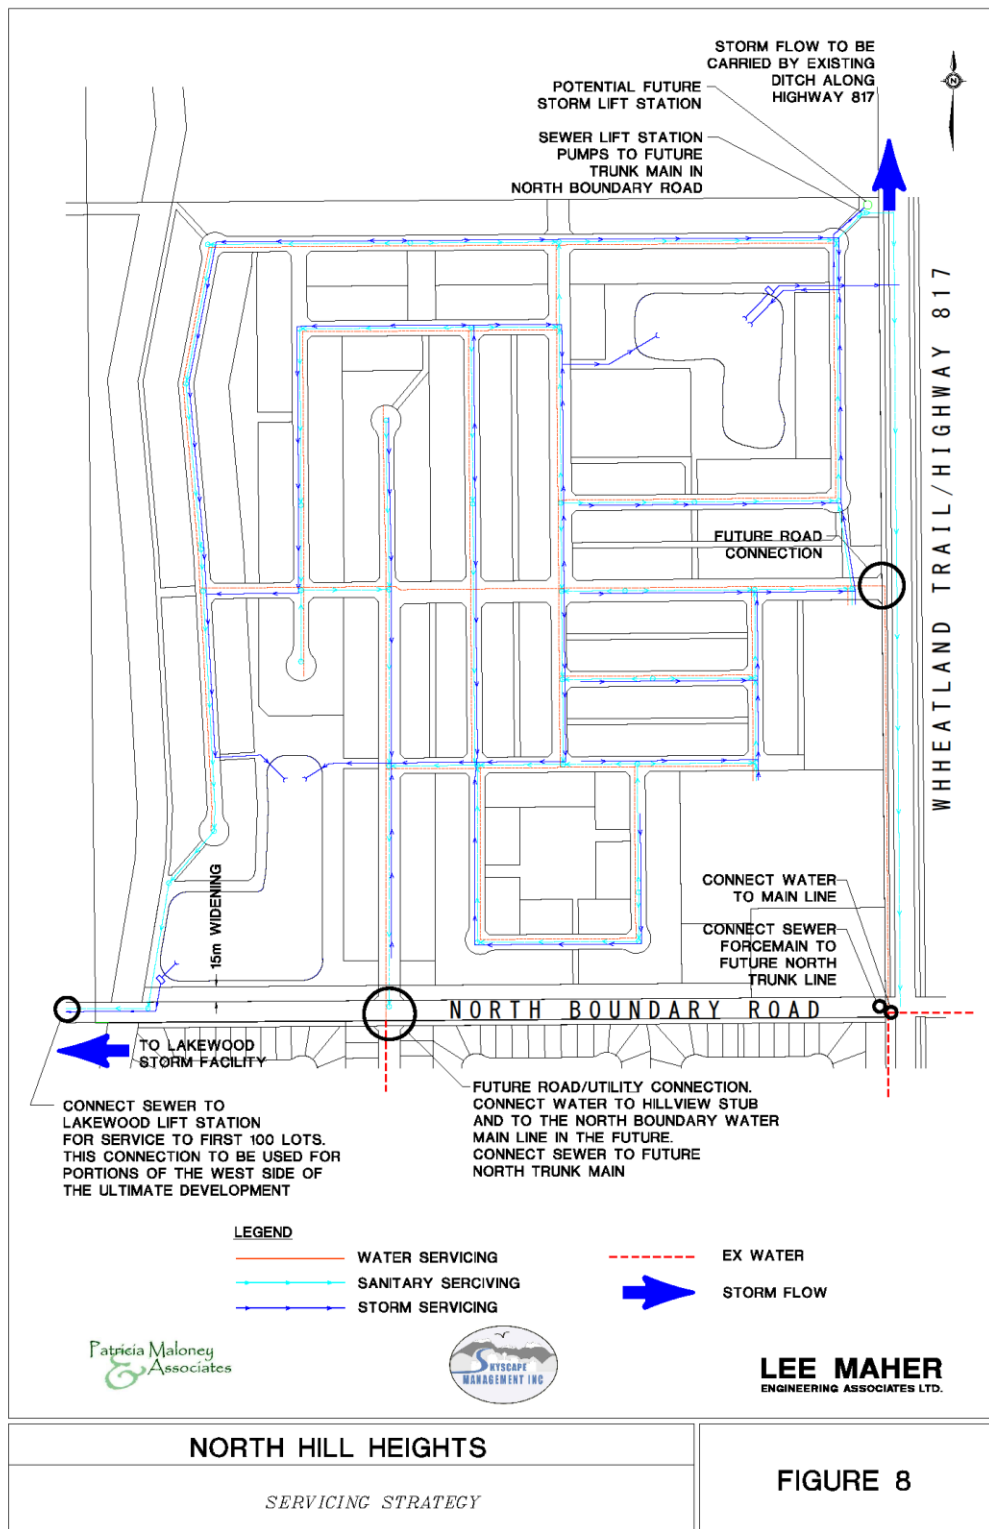 STORM FLOW TO BE
CARRIED BY EXISTING
DITCH ALONG
HIGHWAY 817
POTENTIAL FUTURE
STORM LIFT STATION
SEWER LIFT STATION
PUMPS TO FUTURE
TRUNK MAIN IN
NORTH BOUNDARY ROAD
N
WHHEATLAND TRAIL/HIGHWAY 817
FUTURE ROAD
CONNECTION
15m WIDENING
CONNECT WATER
TO MAIN LINE
CONNECT SEWER
FORCEMAIN TO
FUTURE NORTH
TRUNK LINE
NORTH BOUNDARY ROAD
TO LAKEWOOD
STORM FACILITY
CONNECT SEWER TO
LAKEWOOD LIFT STATION
FOR SERVICE TO FIRST 100 LOTS.
THIS CONNECTION TO BE USED FOR
PORTIONS OF THE WEST SIDE OF
THE ULTIMATE DEVELOPMENT
FUTURE ROAD/UTILITY CONNECTION.
CONNECT WATER TO HILLVIEW STUB
AND TO THE NORTH BOUNDARY WATER
MAIN LINE IN THE FUTURE.
CONNECT SEWER TO FUTURE
NORTH TRUNK MAIN
LEGEND
WATER SERVICING
SANITARY SERCIVING
STORM SERVICING
EX WATER
STORM FLOW
Patricia Maloney
& Associates
SKYSCAPE
MANAGEMENT INC
LEE MAHER
ENGINEERING ASSOCIATES LTD.
NORTH HILL HEIGHTS
SERVICING STRATEGY
FIGURE 8